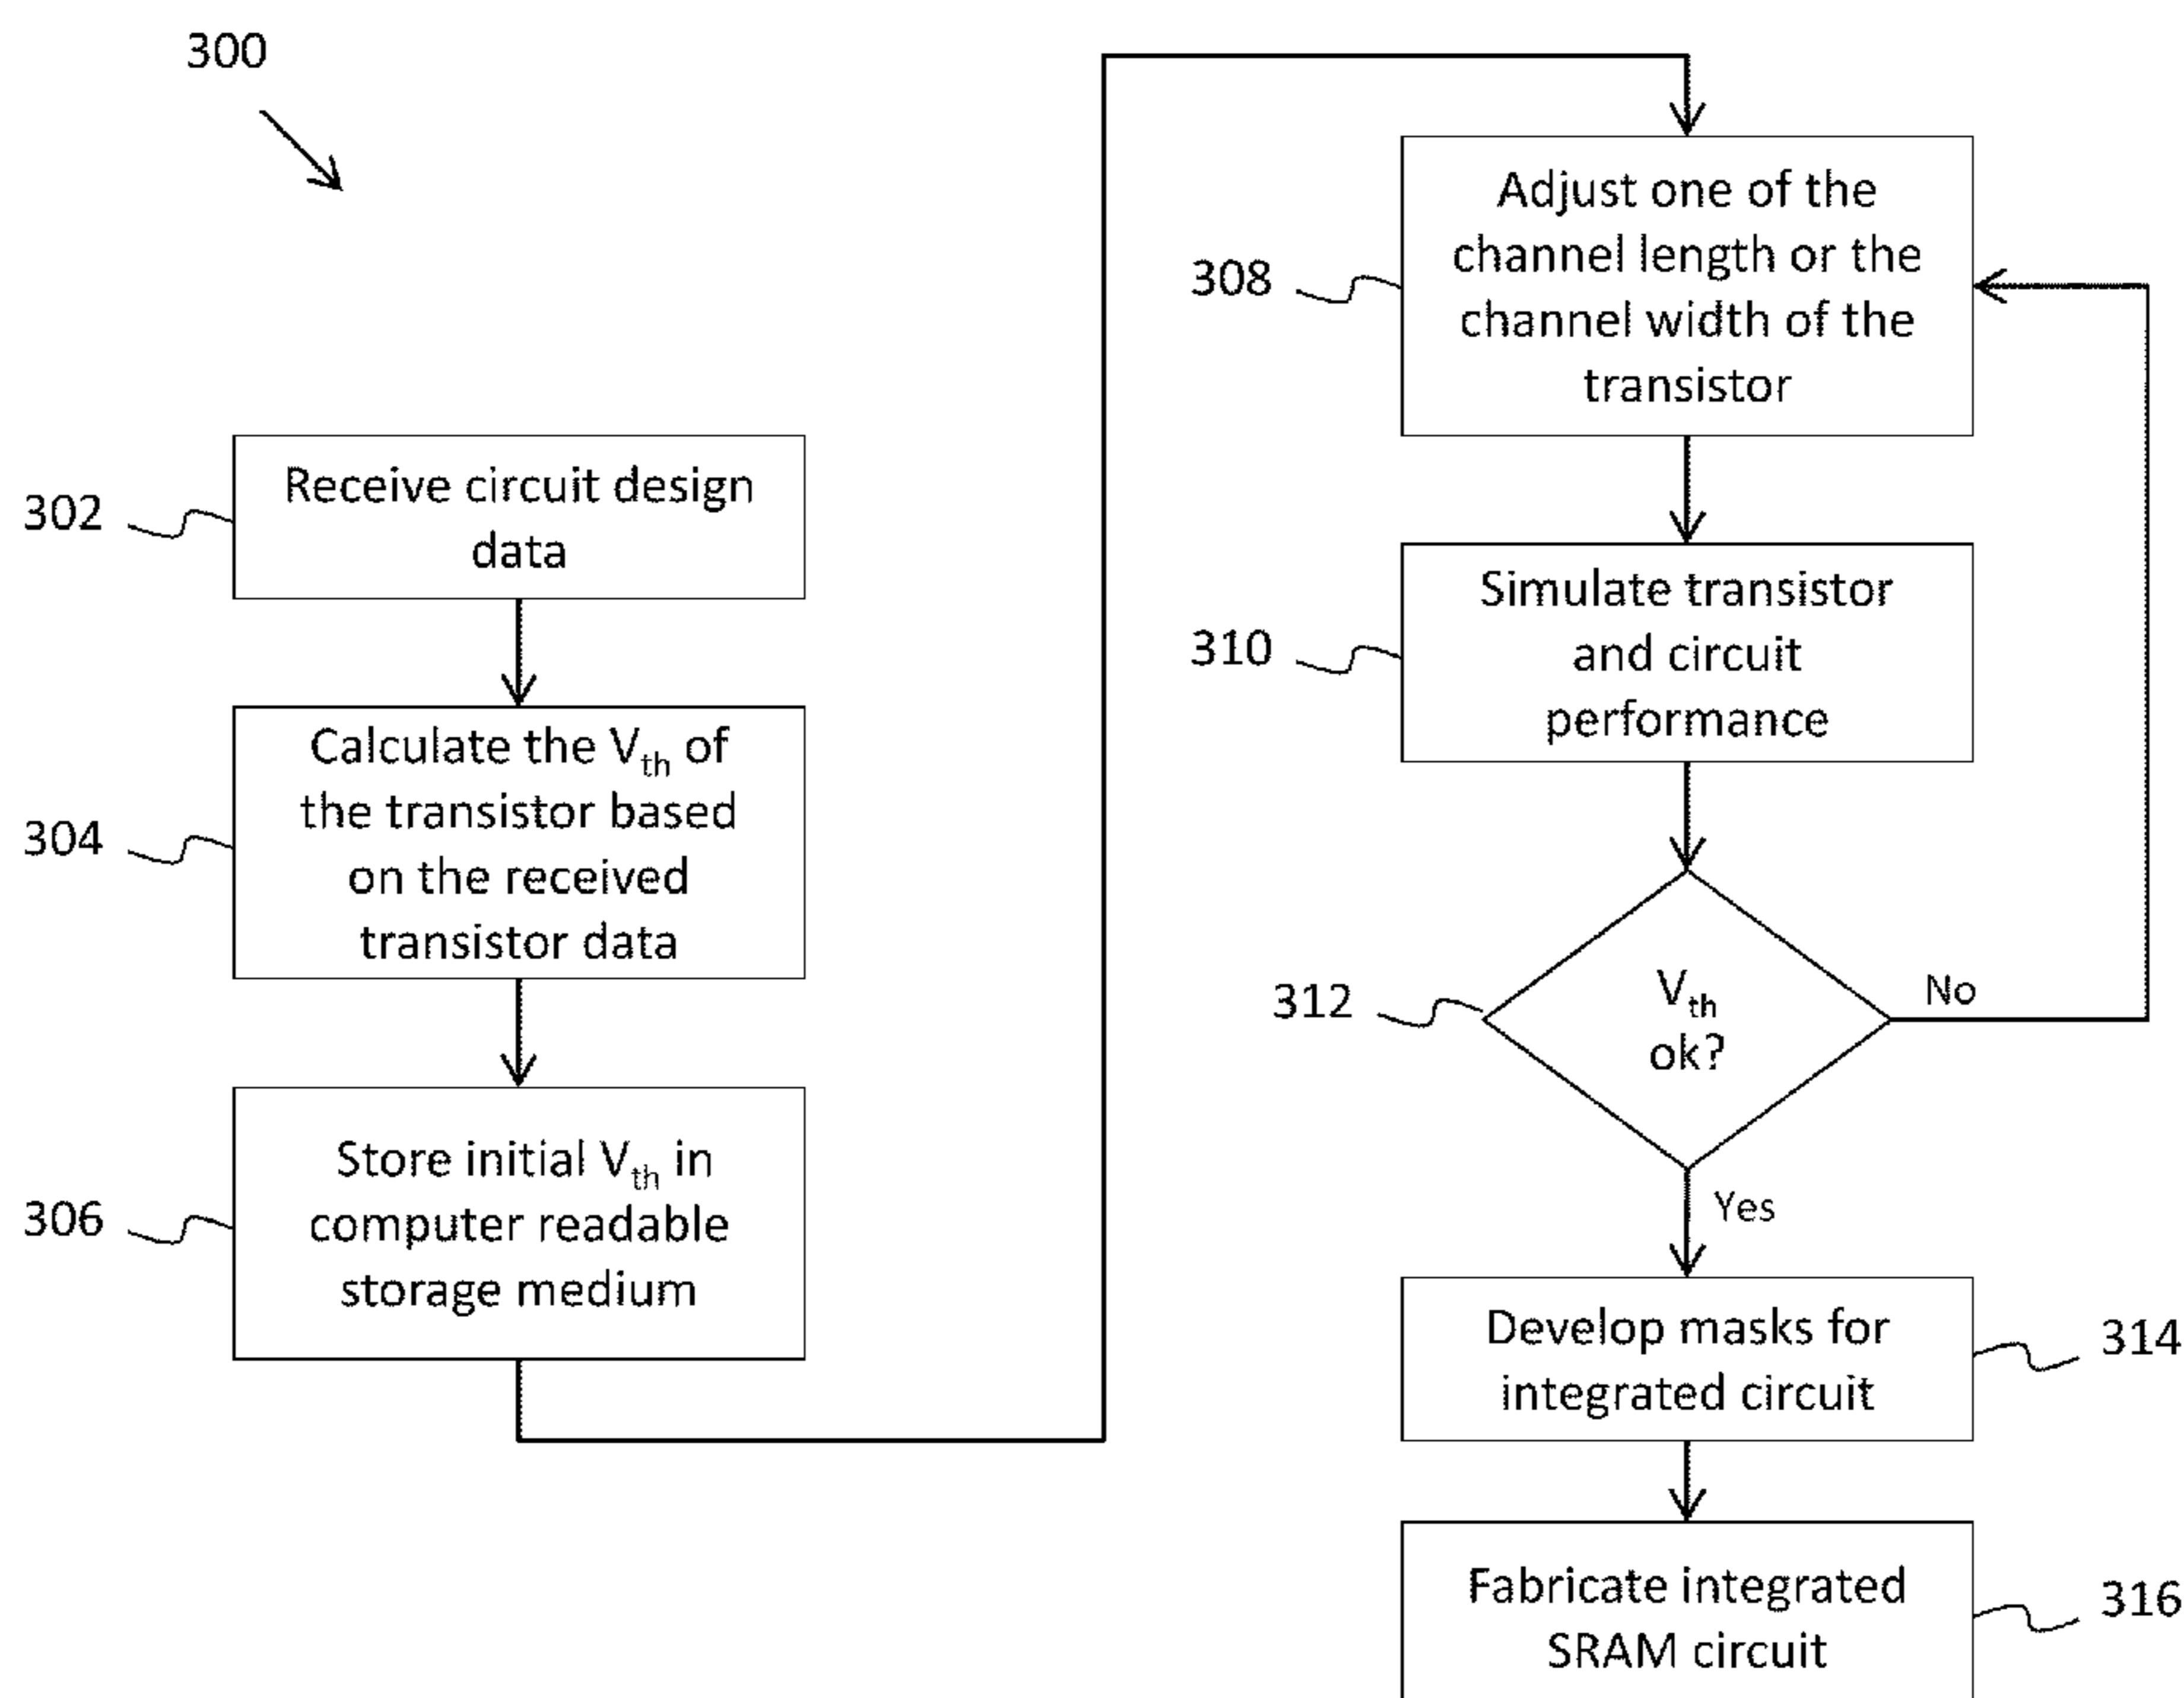 300
302
Receive circuit design
data
304
Calculate the Vth of
the transistor based
on the received
transistor data
306
Store initial Vth in
computer readable
storage medium
308
Adjust one of the
channel length or the
channel width of the
transistor
310
Simulate transistor
and circuit
performance
312
Vth
ok?
No
Yes
Develop masks for
integrated circuit
314
Fabricate integrated
SRAM circuit
316